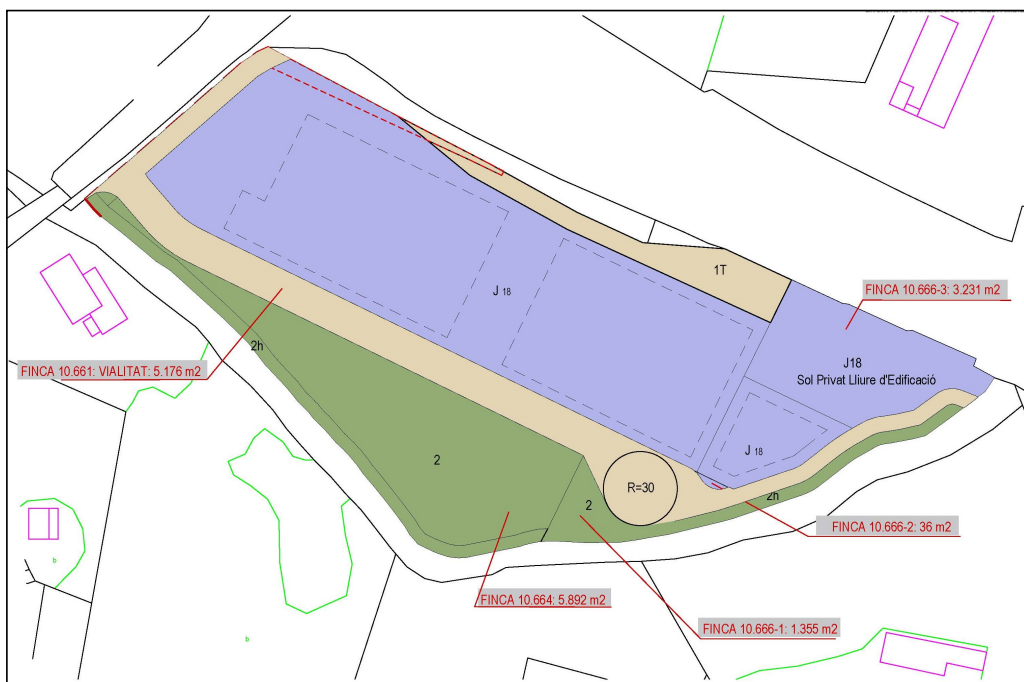 1T
FINCA 10.666-3: 3.231 m2
J 18
J18
Sol Privat Lliure d'Edificació
2h
FINCA 10.661: VIALITAT: 5.176 m2
2
J 18
R=30
2h
2
FINCA 10.666-2: 36 m2
b
FINCA 10.664: 5.892 m2
FINCA 10.666-1: 1.355 m2
b